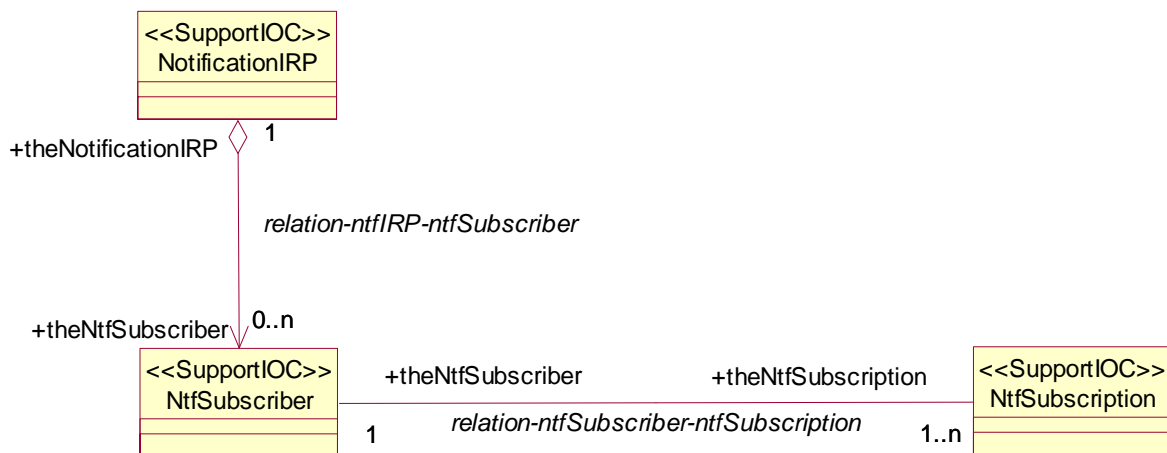 <<SupportIOC>>
NotificationIRP
1
+theNotificationIRP
relation-ntfIRP-ntfSubscriber
+theNtfSubscriber
0..n
<<SupportIOC>>
NtfSubscriber
+theNtfSubscriber
+theNtfSubscription
relation-ntfSubscriber-ntfSubscription
1
1..n
<<SupportIOC>>
NtfSubscription